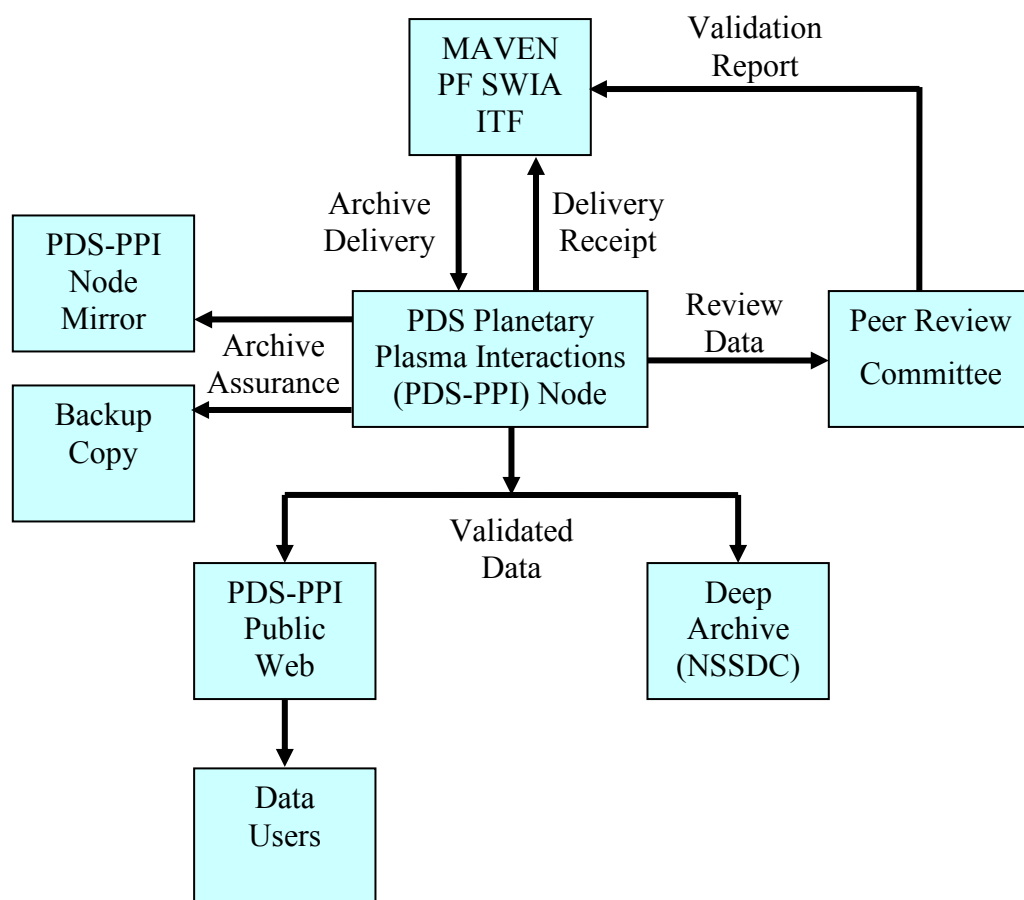 MAVEN
PF SWIA
ITF
Validation
Report
Archive
Delivery
Delivery
Receipt
PDS-PPI
Node
Mirror
PDS Planetary
Plasma Interactions
(PDS-PPI) Node
Review
Data
Peer Review
Committee
Archive
Assurance
Backup
Copy
Validated
Data
PDS-PPI
Public
Web
Deep
Archive
(NSSDC)
Data
Users